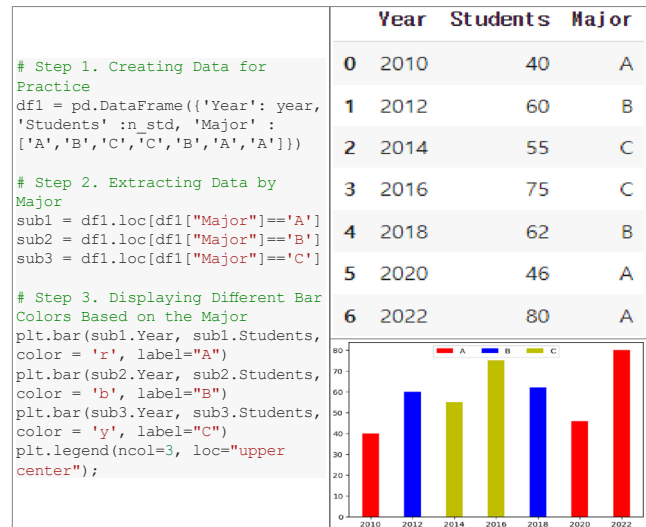 # Step 1. Creating Data for
Practice
df1 = pd.DataFrame({'Year': year,
'Students' :n_std, 'Major' :
['A','B','C','C','B','A','A']})
# Step 2. Extracting Data by
Major
sub1 = df1.loc[df1["Major"]=='A']
sub2 = df1.loc[df1["Major"]=='B']
sub3 = df1.loc[df1["Major"]=='C']
# Step 3. Displaying Different Bar
Colors Based on the Major
plt.bar(sub1.Year, sub1.Students,
color = 'r', label="A")
plt.bar(sub2.Year, sub2.Students,
color = 'b', label="B")
plt.bar(sub3.Year, sub3.Students,
color = 'y', label="C")
plt.legend(ncol=3, loc="upper
center");
Year Students Major
0 2010 40 A
1 2012 60 B
2 2014 55 C
3 2016 75 C
4 2018 62 B
5 2020 46 A
6 2022 80 A
A B C
80
70
60
50
40
30
20
10
0
2010 2012 2014 2016 2018 2020 2022